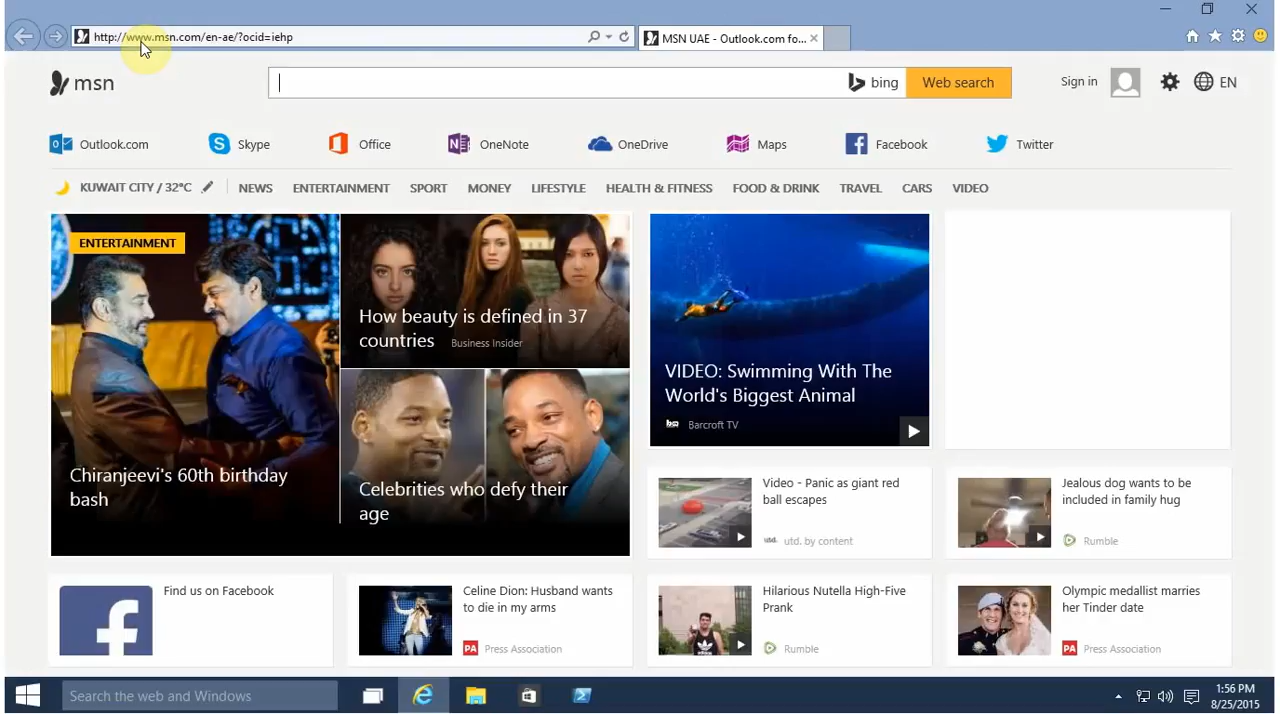 http://www.msn.com/en-ae/?ocid=iehp
MSN UAE - Outlook.com fo...
msn
bing
Web search
Sign in
EN
Outlook.com
Skype
Office
OneNote
OneDrive
Maps
Facebook
Twitter
KUWAIT CITY / 32°C
NEWS
ENTERTAINMENT
SPORT
MONEY
LIFESTYLE
HEALTH & FITNESS
FOOD & DRINK
TRAVEL
CARS
VIDEO
ENTERTAINMENT
Chiranjeevi's 60th birthday
bash
How beauty is defined in 37
countries Business Insider
Celebrities who defy their
age
VIDEO: Swimming With The
World's Biggest Animal
Barcroft TV
Video - Panic as giant red
ball escapes
utd. by content
Jealous dog wants to be
included in family hug
Rumble
Find us on Facebook
Celine Dion: Husband wants
to die in my arms
PA Press Association
Hilarious Nutella High-Five
Prank
Rumble
Olympic medallist marries
her Tinder date
PA Press Association
Search the web and Windows
1:56 PM
8/25/2015